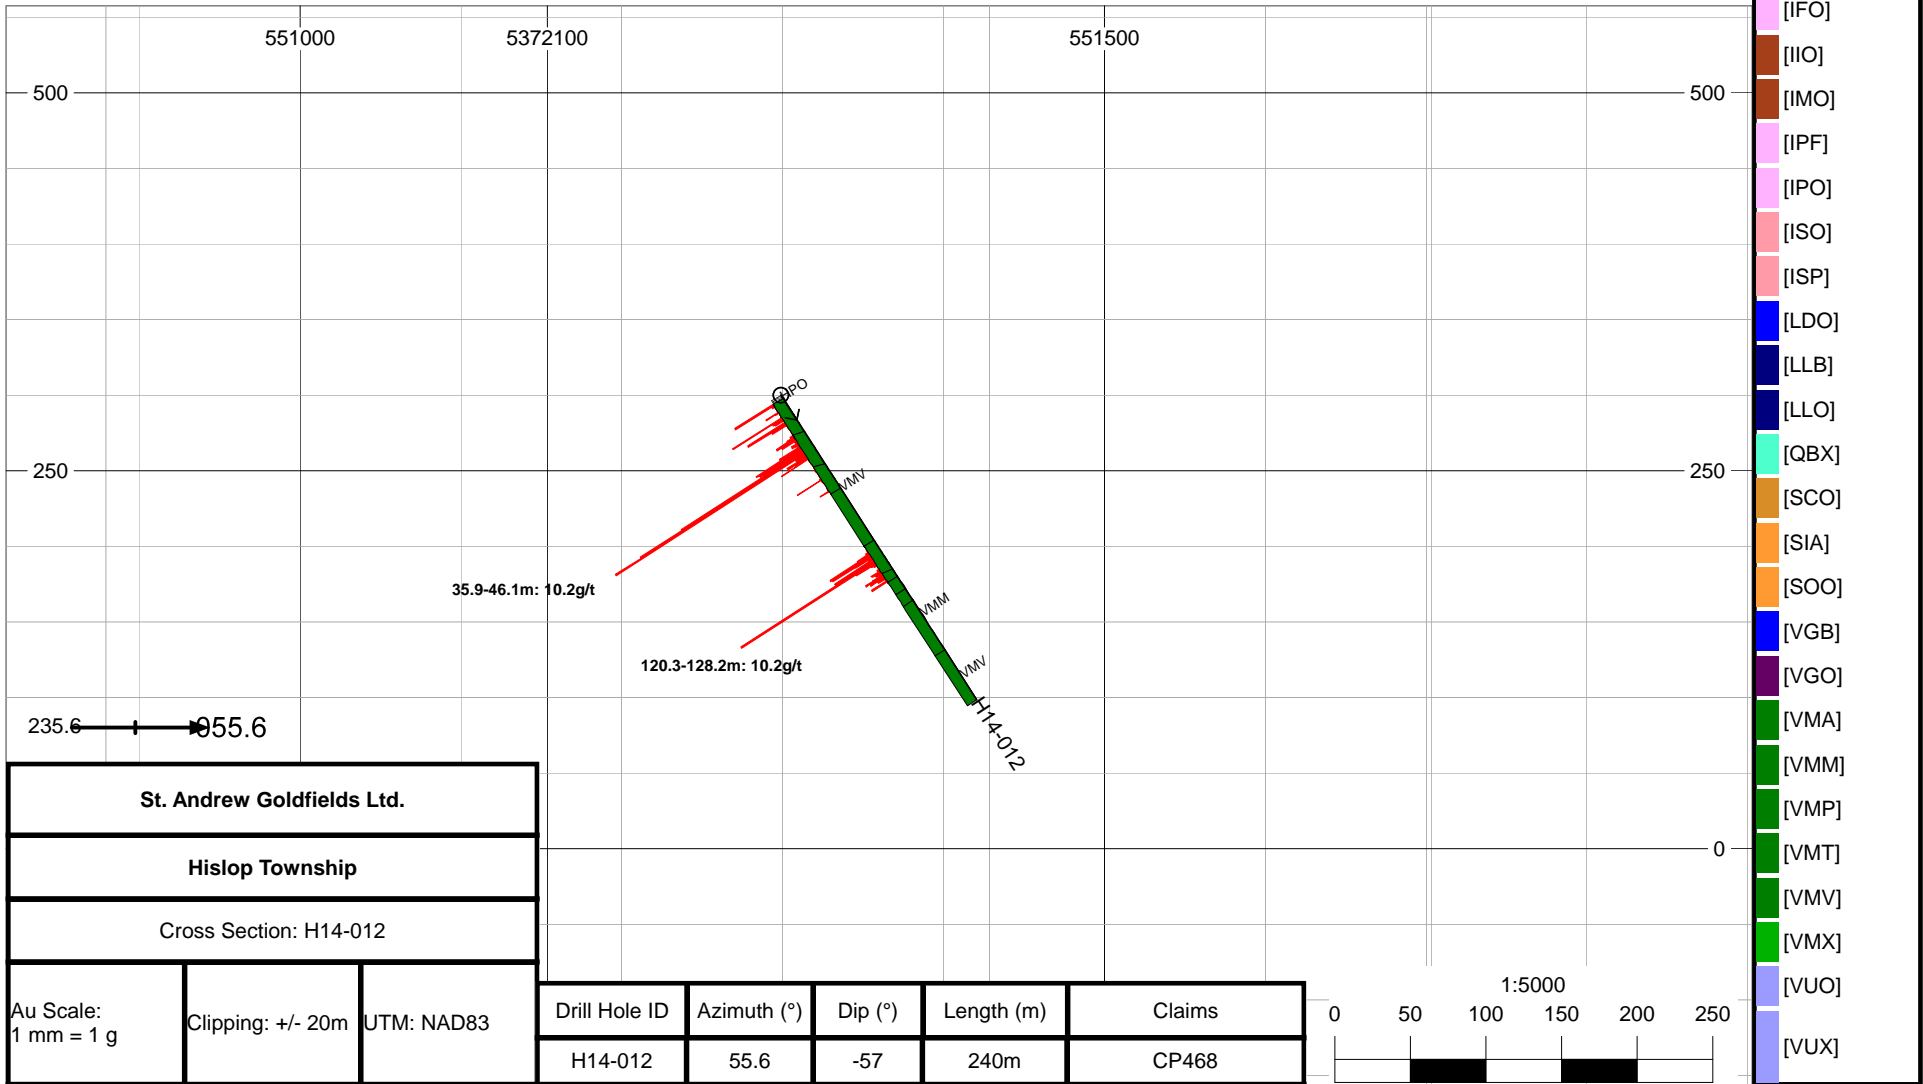 551000
5372100
551500
500
500
250
250
0
IPO
VMV
VMM
VMV
H14-012
35.9-46.1m: 10.2g/t
120.3-128.2m: 10.2g/t
235.6
055.6
St. Andrew Goldfields Ltd.
Hislop Township
Cross Section: H14-012
Au Scale:
1 mm = 1 g
Clipping: +/- 20m
UTM: NAD83
Drill Hole ID
Azimuth (°)
Dip (°)
Length (m)
Claims
H14-012
55.6
-57
240m
CP468
1:5000
0 50 100 150 200 250
[IFO]
[IIO]
[IMO]
[IPF]
[IPO]
[ISO]
[ISP]
[LDO]
[LLB]
[LLO]
[QBX]
[SCO]
[SIA]
[SOO]
[VGB]
[VGO]
[VMA]
[VMM]
[VMP]
[VMT]
[VMV]
[VMX]
[VUO]
[VUX]